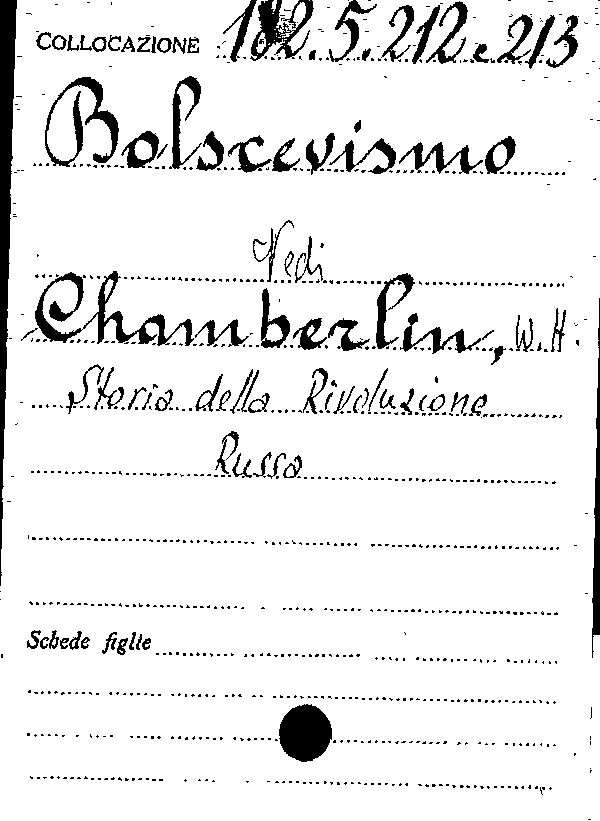 COLLOCAZIONE 182.5.212 e 213
Bolscevismo
Vedi
Chamberlin, W.H.
Storia della Rivoluzione
Russa
Schede figlie